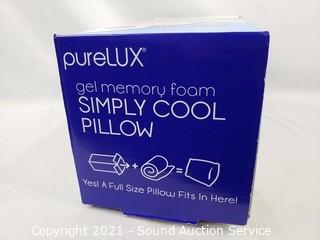 pureLUX®
gel memory foam
SIMPLY COOL
PILLOW
+ =
Yes! A Full Size Pillow Fits In Here!
Copyright 2021 - Sound Auction Service